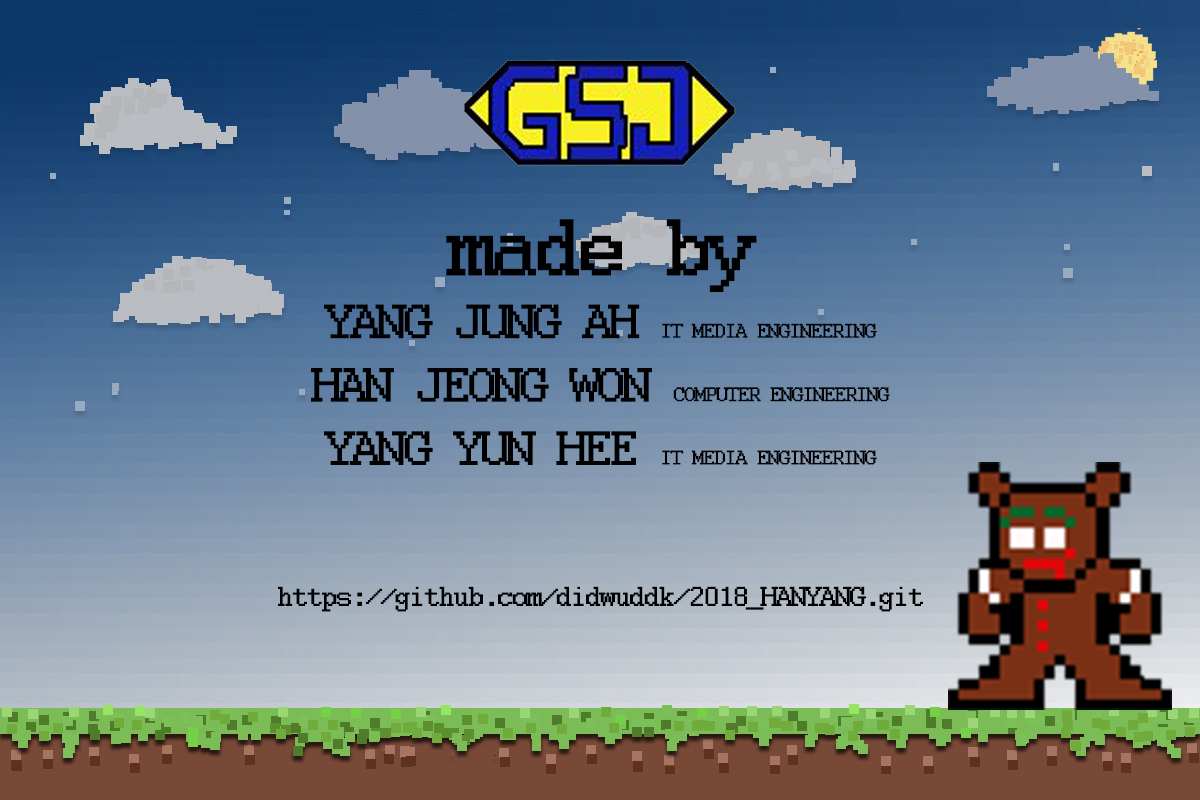 GSJ
made by
YANG JUNG AH IT MEDIA ENGINEERING
HAN JEONG WON COMPUTER ENGINEERING
YANG YUN HEE IT MEDIA ENGINEERING
https://github.com/didwuddk/2018_HANYANG.git